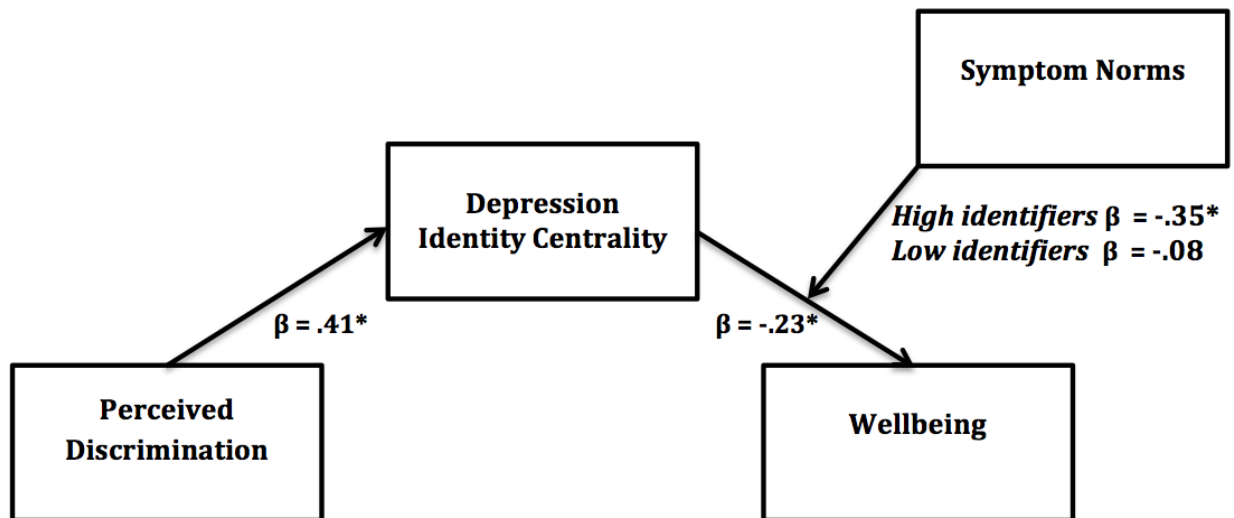 Symptom Norms
Depression
Identity Centrality
High identifiers β = -.35*
Low identifiers β = -.08
β = .41*
β = -.23*
Perceived
Discrimination
Wellbeing